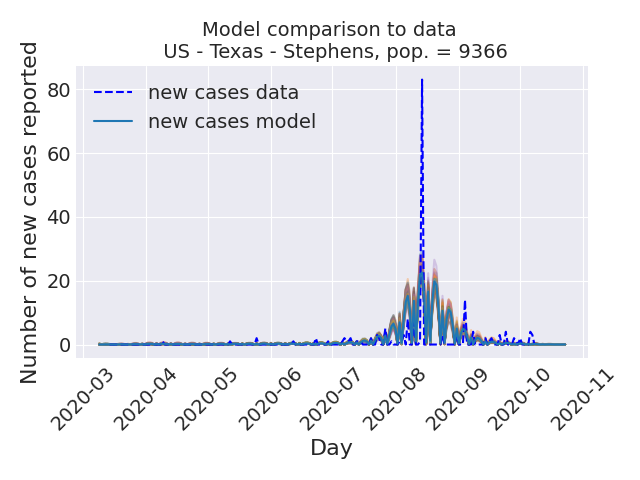 Model comparison to data
US - Texas - Stephens, pop. = 9366
Number of new cases reported
80
60
40
20
0
new cases data
new cases model
2020-03
2020-04
2020-05
2020-06
2020-07
2020-08
2020-09
2020-10
2020-11
Day